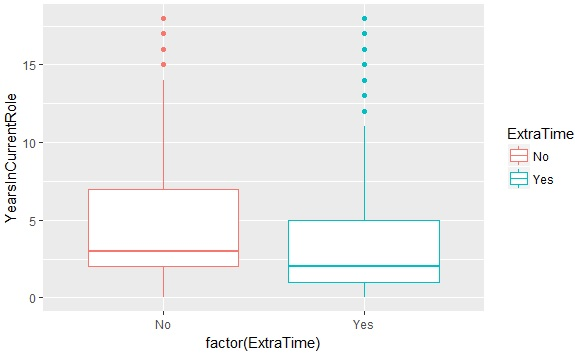 YearsInCurrentRole
15
10
5
0
No Yes
factor(ExtraTime)
ExtraTime
No
Yes